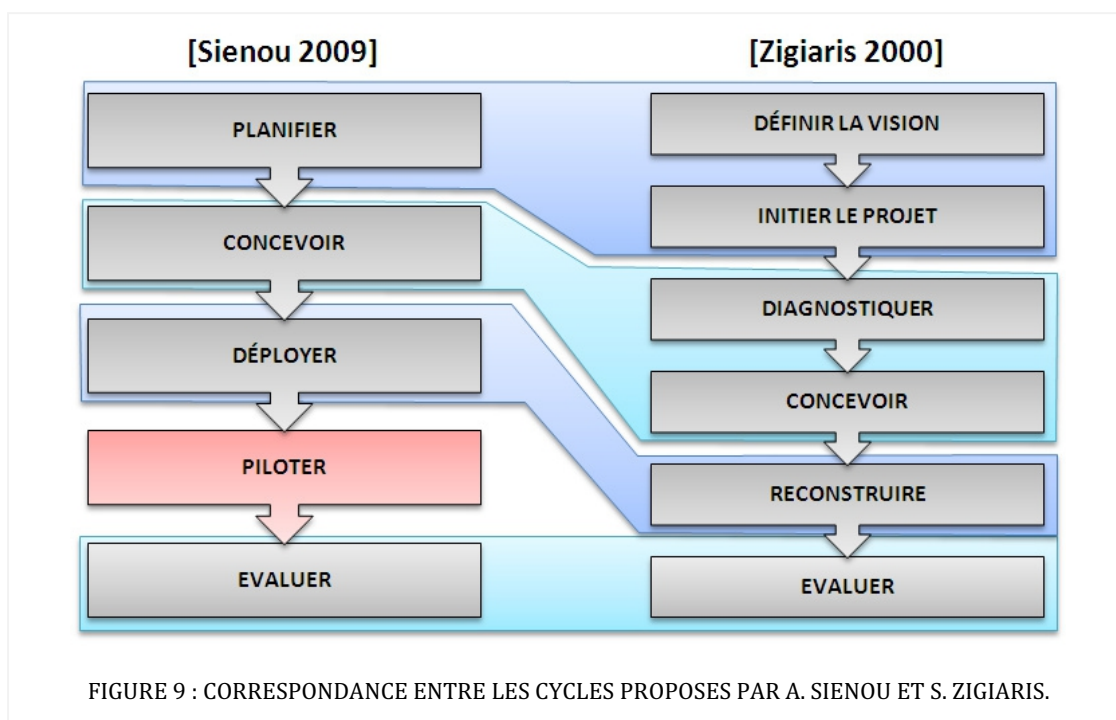 [Sienou 2009]
[Zigiaris 2000]
PLANIFIER
CONCEVOIR
DÉPLOYER
PILOTER
EVALUER
DÉFINIR LA VISION
INITIER LE PROJET
DIAGNOSTIQUER
CONCEVOIR
RECONSTRUIRE
EVALUER
FIGURE 9 : CORRESPONDANCE ENTRE LES CYCLES PROPOSES PAR A. SIENOU ET S. ZIGIARIS.